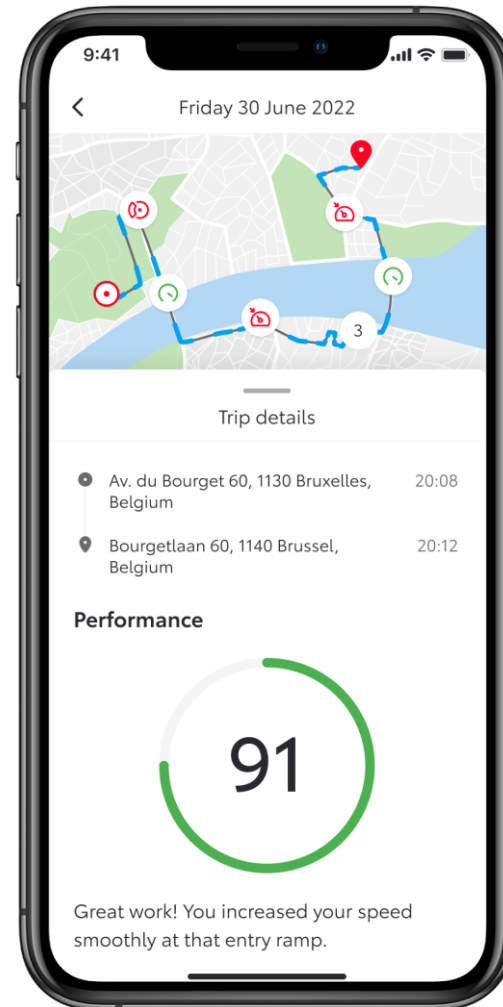 9:41
Friday 30 June 2022
3
Trip details
Av. du Bourget 60, 1130 Bruxelles, 20:08
Belgium
Bourgetlaan 60, 1140 Brussel, 20:12
Belgium
Performance
91
Great work! You increased your speed
smoothly at that entry ramp.